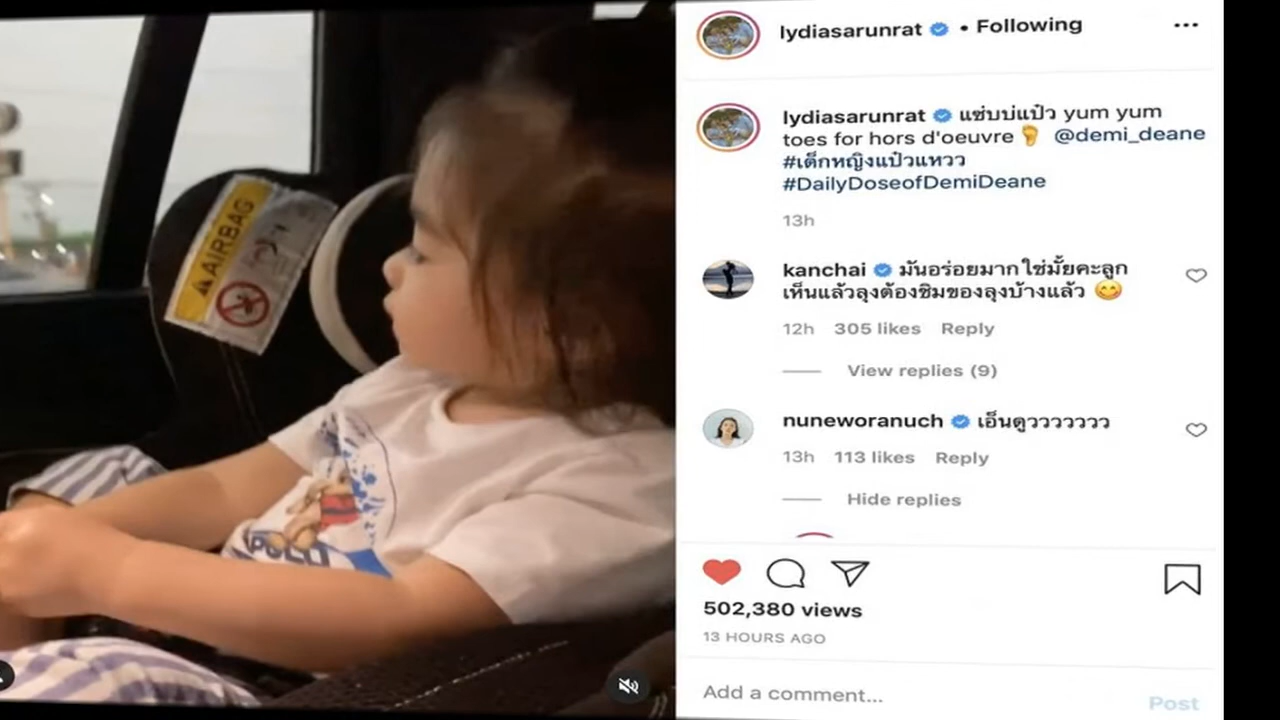 AIRBAG
POLO
lydiasarunrat • Following
lydiasarunrat แซ่บบ่แป๋ว yum yum
toes for hors d'oeuvre 🦶 @demi_deane
#เด็กหญิงแป๋วแหวว
#DailyDoseofDemiDeane
13h
kanchai มันอร่อยมากใช่มั้ยคะลูก
เห็นแล้วลุงต้องชิมของลุงบ้างแล้ว 😋
12h 305 likes Reply
View replies (9)
nuneworanuch เอ็นดูววววววว
13h 113 likes Reply
Hide replies
502,380 views
13 HOURS AGO
Add a comment...
Post